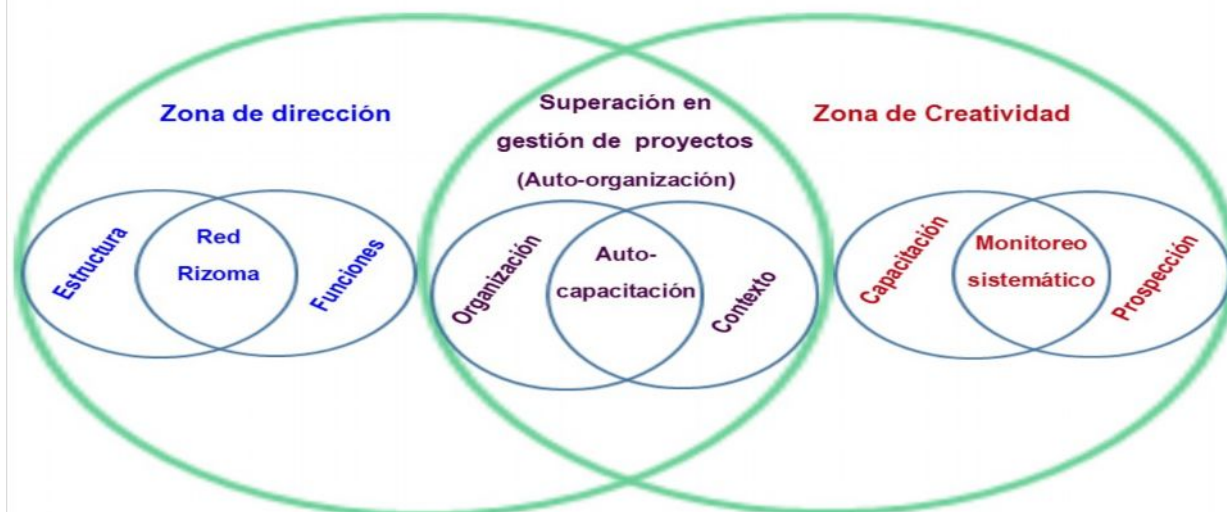 Zona de dirección
Superación en
gestión de proyectos
(Auto-organización)
Zona de Creatividad
Estructura
Red
Rizoma
Funciones
Organización
Auto-
capacitación
Contexto
Capacitación
Monitoreo
sistemático
Prospección